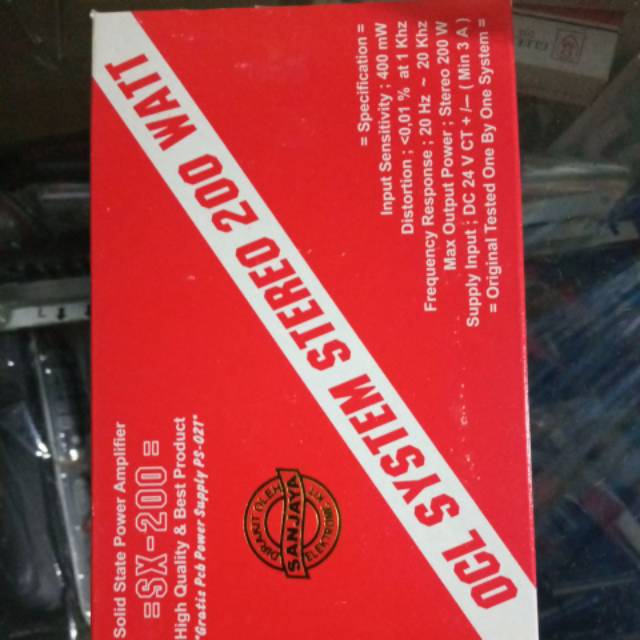 = Specification =
Input Sensitivity ; 400 mW
Distortion ; <0,01 % at 1 Khz
Frequency Response ; 20 Hz ~ 20 Khz
Max Output Power ; Stereo 200 W
Supply Input ; DC 24 V CT + /— ( Min 3 A )
= Original Tested One By One System =
OCL SYSTEM STEREO 200 WATT
Solid State Power Amplifier
=SX-200=
High Quality & Best Product
"Gratis Pcb Power Supply PS-021"
DIRAKIT OLEH
SANJAYA
ELEKTRONIK